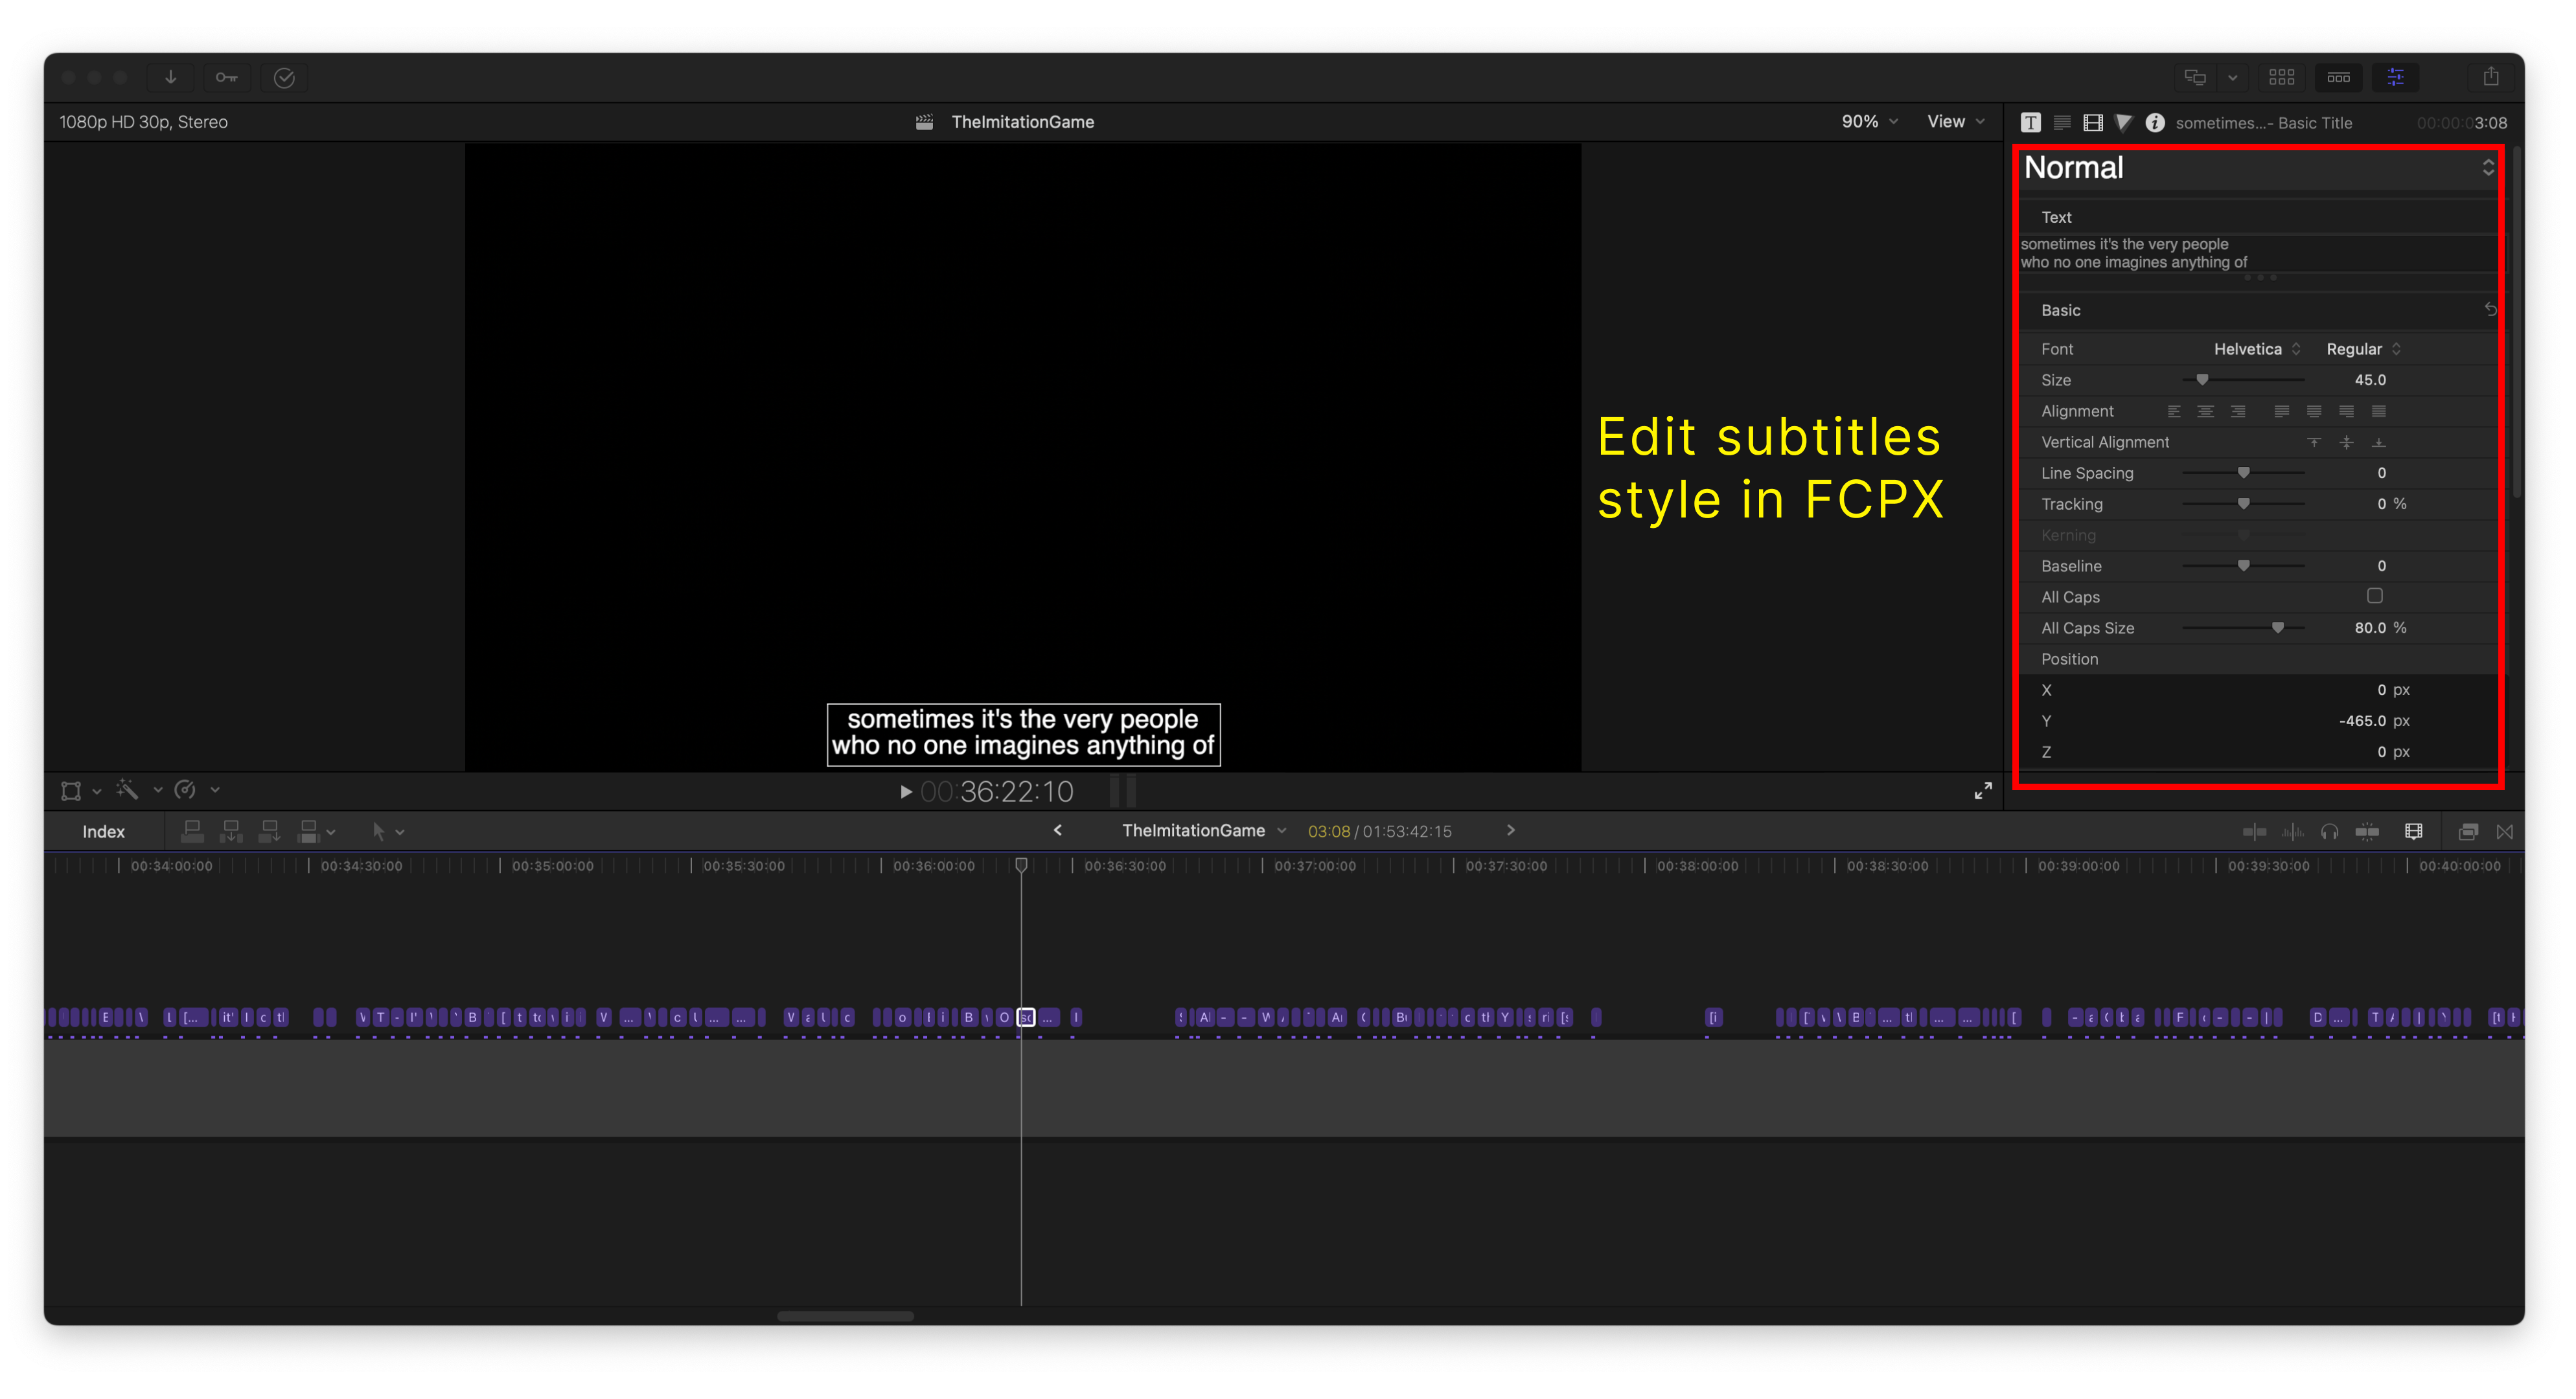 1080p HD 30p, Stereo
TheImitationGame
90%
View
sometimes...- Basic Title
00:00:03:08
Normal
Text
sometimes it's the very people
who no one imagines anything of
Basic
Font Helvetica Regular
Size 45.0
Alignment
Vertical Alignment
Line Spacing 0
Tracking 0 %
Kerning
Baseline 0
All Caps
All Caps Size 80.0 %
Position
X 0 px
Y -465.0 px
Z 0 px
Edit subtitles
style in FCPX
sometimes it's the very people
who no one imagines anything of
00:36:22:10
Index
TheImitationGame
03:08 / 01:53:42:15
00:34:00:00 00:34:30:00 00:35:00:00 00:35:30:00 00:36:00:00 00:36:30:00 00:37:00:00 00:37:30:00 00:38:00:00 00:38:30:00 00:39:00:00 00:39:30:00 00:40:00:00